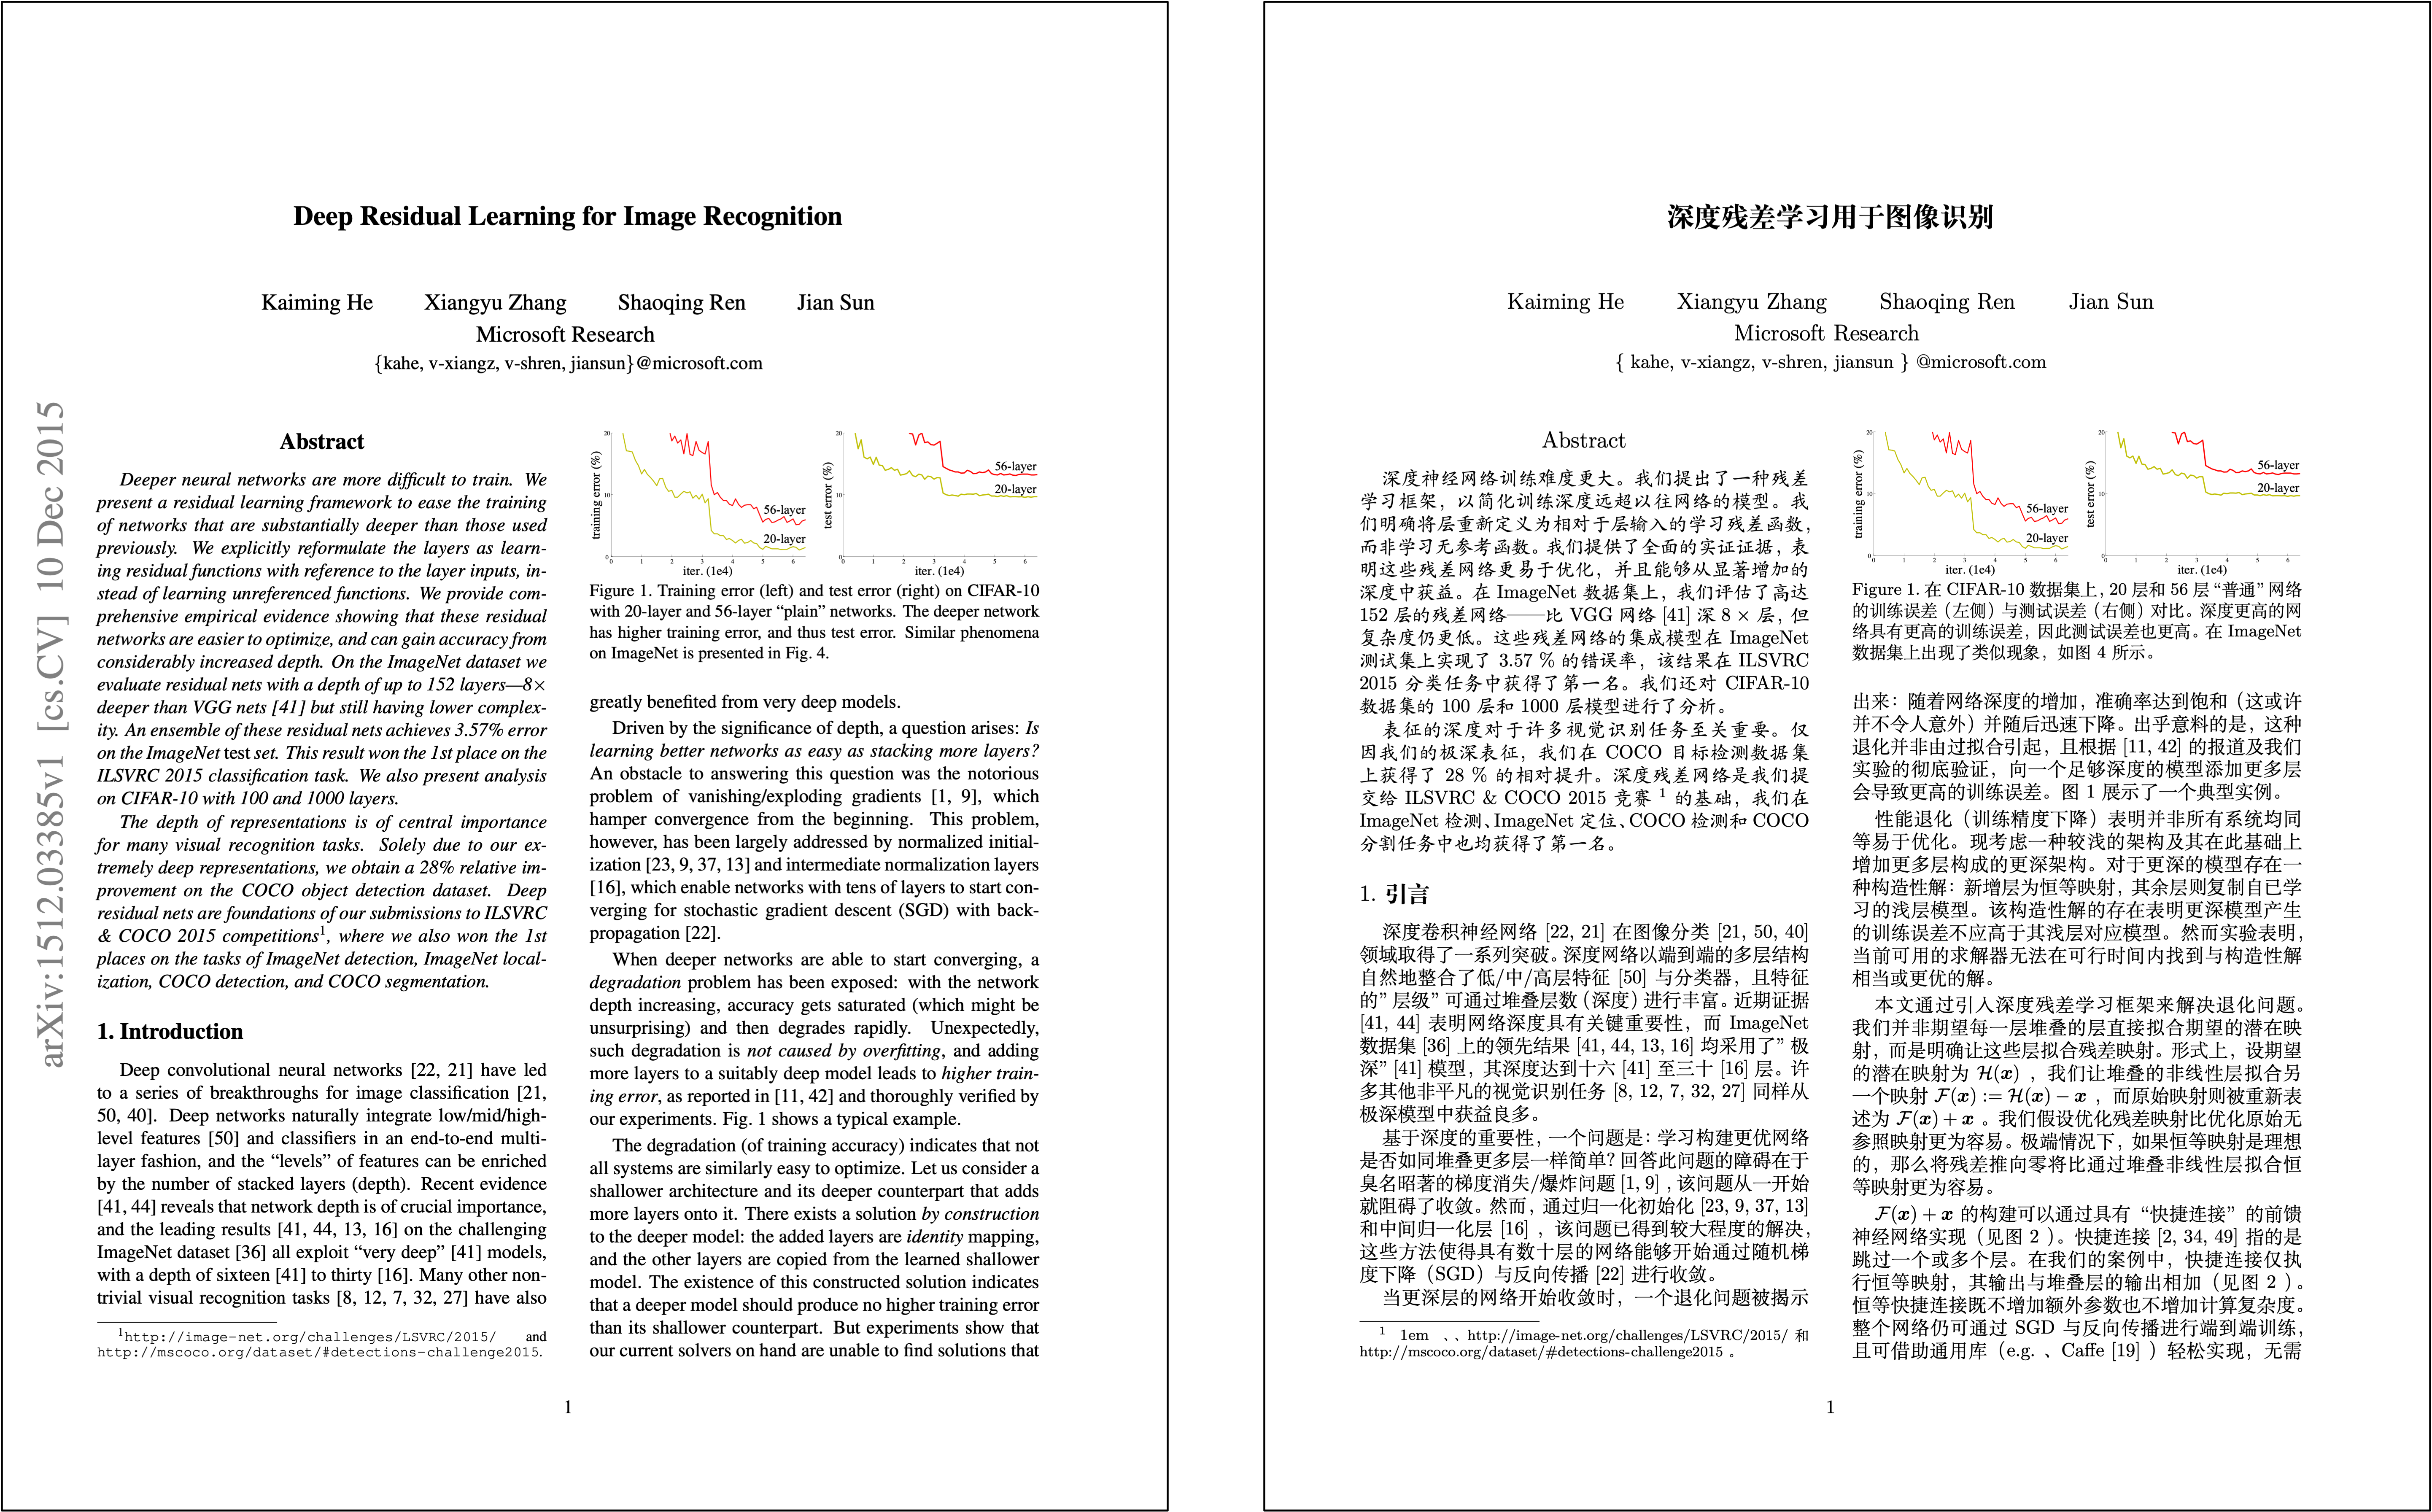 arXiv:1512.03385v1 [cs.CV] 10 Dec 2015
Deep Residual Learning for Image Recognition
Kaiming He Xiangyu Zhang Shaoqing Ren Jian Sun
Microsoft Research
{kahe, v-xiangz, v-shren, jiansun}@microsoft.com
Abstract
Deeper neural networks are more difficult to train. We
present a residual learning framework to ease the training
of networks that are substantially deeper than those used
previously. We explicitly reformulate the layers as learn-
ing residual functions with reference to the layer inputs, in-
stead of learning unreferenced functions. We provide com-
prehensive empirical evidence showing that these residual
networks are easier to optimize, and can gain accuracy from
considerably increased depth. On the ImageNet dataset we
evaluate residual nets with a depth of up to 152 layers—8×
deeper than VGG nets [41] but still having lower complex-
ity. An ensemble of these residual nets achieves 3.57% error
on the ImageNet test set. This result won the 1st place on the
ILSVRC 2015 classification task. We also present analysis
on CIFAR-10 with 100 and 1000 layers.
The depth of representations is of central importance
for many visual recognition tasks. Solely due to our ex-
tremely deep representations, we obtain a 28% relative im-
provement on the COCO object detection dataset. Deep
residual nets are foundations of our submissions to ILSVRC
& COCO 2015 competitions1, where we also won the 1st
places on the tasks of ImageNet detection, ImageNet local-
ization, COCO detection, and COCO segmentation.
1. Introduction
Deep convolutional neural networks [22, 21] have led
to a series of breakthroughs for image classification [21,
50, 40]. Deep networks naturally integrate low/mid/high-
level features [50] and classifiers in an end-to-end multi-
layer fashion, and the “levels” of features can be enriched
by the number of stacked layers (depth). Recent evidence
[41, 44] reveals that network depth is of crucial importance,
and the leading results [41, 44, 13, 16] on the challenging
ImageNet dataset [36] all exploit “very deep” [41] models,
with a depth of sixteen [41] to thirty [16]. Many other non-
trivial visual recognition tasks [8, 12, 7, 32, 27] have also
1http://image-net.org/challenges/LSVRC/2015/ and
http://mscoco.org/dataset/#detections-challenge2015.
training error (%)
20
10
0
0 1 2 3 4 5 6
iter. (1e4)
56-layer
20-layer
test error (%)
20
10
0
0 1 2 3 4 5 6
iter. (1e4)
56-layer
20-layer
Figure 1. Training error (left) and test error (right) on CIFAR-10
with 20-layer and 56-layer “plain” networks. The deeper network
has higher training error, and thus test error. Similar phenomena
on ImageNet is presented in Fig. 4.
greatly benefited from very deep models.
Driven by the significance of depth, a question arises: Is
learning better networks as easy as stacking more layers?
An obstacle to answering this question was the notorious
problem of vanishing/exploding gradients [1, 9], which
hamper convergence from the beginning. This problem,
however, has been largely addressed by normalized initial-
ization [23, 9, 37, 13] and intermediate normalization layers
[16], which enable networks with tens of layers to start con-
verging for stochastic gradient descent (SGD) with back-
propagation [22].
When deeper networks are able to start converging, a
degradation problem has been exposed: with the network
depth increasing, accuracy gets saturated (which might be
unsurprising) and then degrades rapidly. Unexpectedly,
such degradation is not caused by overfitting, and adding
more layers to a suitably deep model leads to higher train-
ing error, as reported in [11, 42] and thoroughly verified by
our experiments. Fig. 1 shows a typical example.
The degradation (of training accuracy) indicates that not
all systems are similarly easy to optimize. Let us consider a
shallower architecture and its deeper counterpart that adds
more layers onto it. There exists a solution by construction
to the deeper model: the added layers are identity mapping,
and the other layers are copied from the learned shallower
model. The existence of this constructed solution indicates
that a deeper model should produce no higher training error
than its shallower counterpart. But experiments show that
our current solvers on hand are unable to find solutions that
1
深度残差学习用于图像识别
Kaiming He Xiangyu Zhang Shaoqing Ren Jian Sun
Microsoft Research
{ kahe, v-xiangz, v-shren, jiansun } @microsoft.com
Abstract
深度神经网络训练难度更大。我们提出了一种残差
学习框架，以简化训练深度远超以往网络的模型。我
们明确将层重新定义为相对于层输入的学习残差函数，
而非学习无参考函数。我们提供了全面的实证证据，表
明这些残差网络更易于优化，并且能够从显著增加的
深度中获益。在 ImageNet 数据集上，我们评估了高达
152 层的残差网络——比 VGG 网络 [41] 深 8 × 层，但
复杂度仍更低。这些残差网络的集成模型在 ImageNet
测试集上实现了 3.57 % 的错误率，该结果在 ILSVRC
2015 分类任务中获得了第一名。我们还对 CIFAR-10
数据集的 100 层和 1000 层模型进行了分析。
表征的深度对于许多视觉识别任务至关重要。仅
因我们的极深表征，我们在 COCO 目标检测数据集
上获得了 28 % 的相对提升。深度残差网络是我们提
交给 ILSVRC & COCO 2015 竞赛 1 的基础，我们在
ImageNet 检测、ImageNet 定位、COCO 检测和 COCO
分割任务中也均获得了第一名。
1. 引言
深度卷积神经网络 [22, 21] 在图像分类 [21, 50, 40]
领域取得了一系列突破。深度网络以端到端的多层结构
自然地整合了低/中/高层特征 [50] 与分类器，且特征
的” 层级” 可通过堆叠层数（深度）进行丰富。近期证据
[41, 44] 表明网络深度具有关键重要性，而 ImageNet
数据集 [36] 上的领先结果 [41, 44, 13, 16] 均采用了” 极
深” [41] 模型，其深度达到十六 [41] 至三十 [16] 层。许
多其他非平凡的视觉识别任务 [8, 12, 7, 32, 27] 同样从
极深模型中获益良多。
基于深度的重要性，一个问题是：学习构建更优网络
是否如同堆叠更多层一样简单？回答此问题的障碍在于
臭名昭著的梯度消失/爆炸问题 [1, 9] ，该问题从一开始
就阻碍了收敛。然而，通过归一化初始化 [23, 9, 37, 13]
和中间归一化层 [16] ，该问题已得到较大程度的解决，
这些方法使得具有数十层的网络能够开始通过随机梯
度下降（SGD）与反向传播 [22] 进行收敛。
当更深层的网络开始收敛时，一个退化问题被揭示
1 1em 、、http://image-net.org/challenges/LSVRC/2015/ 和
http://mscoco.org/dataset/#detections-challenge2015 。
training error (%)
20
10
0
0 1 2 3 4 5 6
iter. (1e4)
56-layer
20-layer
test error (%)
20
10
0
0 1 2 3 4 5 6
iter. (1e4)
56-layer
20-layer
Figure 1. 在 CIFAR-10 数据集上，20 层和 56 层 “普通” 网络
的训练误差（左侧）与测试误差（右侧）对比。深度更高的网
络具有更高的训练误差，因此测试误差也更高。在 ImageNet
数据集上出现了类似现象，如图 4 所示。
出来：随着网络深度的增加，准确率达到饱和（这或许
并不令人意外）并随后迅速下降。出乎意料的是，这种
退化并非由过拟合引起，且根据 [11, 42] 的报道及我们
实验的彻底验证，向一个足够深度的模型添加更多层
会导致更高的训练误差。图 1 展示了一个典型实例。
性能退化（训练精度下降）表明并非所有系统均同
等易于优化。现考虑一种较浅的架构及其在此基础上
增加更多层构成的更深架构。对于更深的模型存在一
种构造性解：新增层为恒等映射，其余层则复制自已学
习的浅层模型。该构造性解的存在表明更深模型产生
的训练误差不应高于其浅层对应模型。然而实验表明，
当前可用的求解器无法在可行时间内找到与构造性解
相当或更优的解。
本文通过引入深度残差学习框架来解决退化问题。
我们并非期望每一层堆叠的层直接拟合期望的潜在映
射，而是明确让这些层拟合残差映射。形式上，设期望
的潜在映射为 H(x) ，我们让堆叠的非线性层拟合另
一个映射 F(x) := H(x) − x ，而原始映射则被重新表
述为 F(x) + x 。我们假设优化残差映射比优化原始无
参照映射更为容易。极端情况下，如果恒等映射是理想
的，那么将残差推向零将比通过堆叠非线性层拟合恒
等映射更为容易。
F(x) + x 的构建可以通过具有 “快捷连接” 的前馈
神经网络实现（见图 2 ）。快捷连接 [2, 34, 49] 指的是
跳过一个或多个层。在我们的案例中，快捷连接仅执
行恒等映射，其输出与堆叠层的输出相加（见图 2 ）。
恒等快捷连接既不增加额外参数也不增加计算复杂度。
整个网络仍可通过 SGD 与反向传播进行端到端训练，
且可借助通用库（e.g. 、Caffe [19] ）轻松实现，无需
1